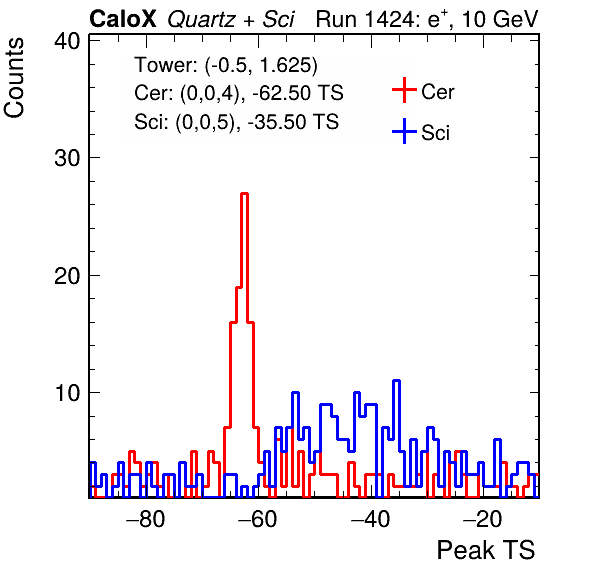 CaloX Quartz + Sci Run 1424: e+, 10 GeV
Counts
40
30
20
10
Tower: (-0.5, 1.625)
Cer: (0,0,4), -62.50 TS
Sci: (0,0,5), -35.50 TS
Cer
Sci
−80 −60 −40 −20
Peak TS